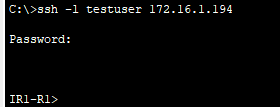 C:\>ssh -l testuser 172.16.1.194
Password:
IR1-R1>